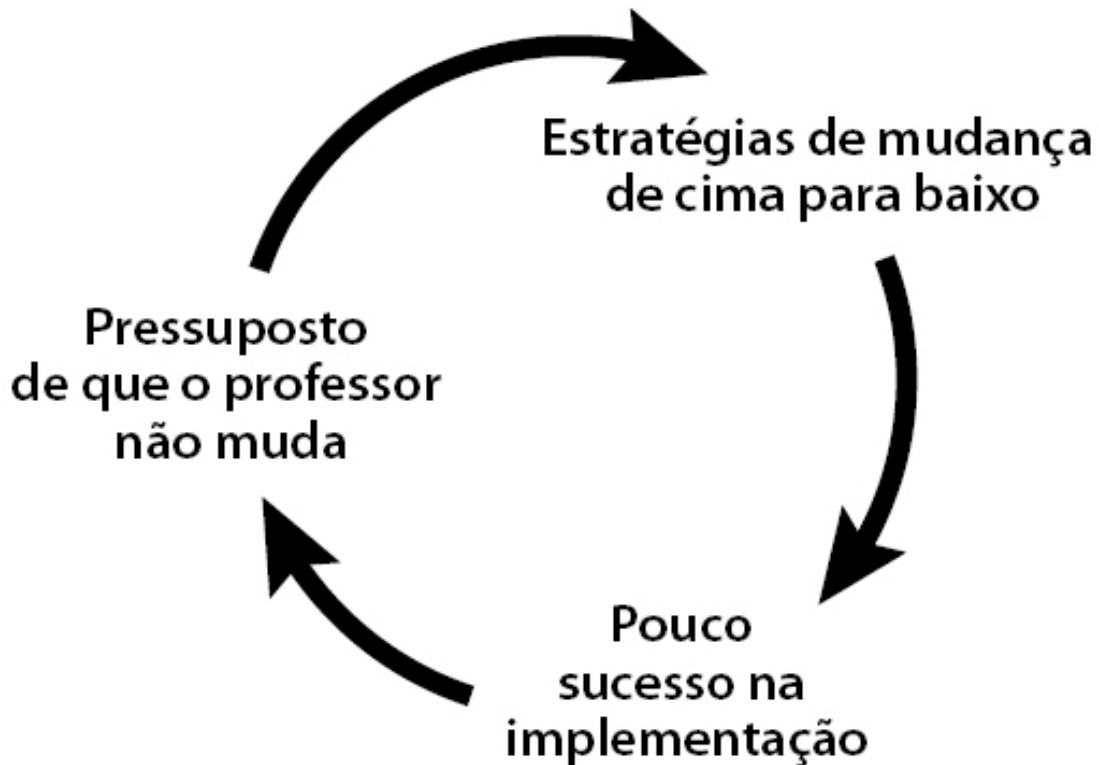 Estratégias de mudança
de cima para baixo
Pressuposto
de que o professor
não muda
Pouco
sucesso na
implementação